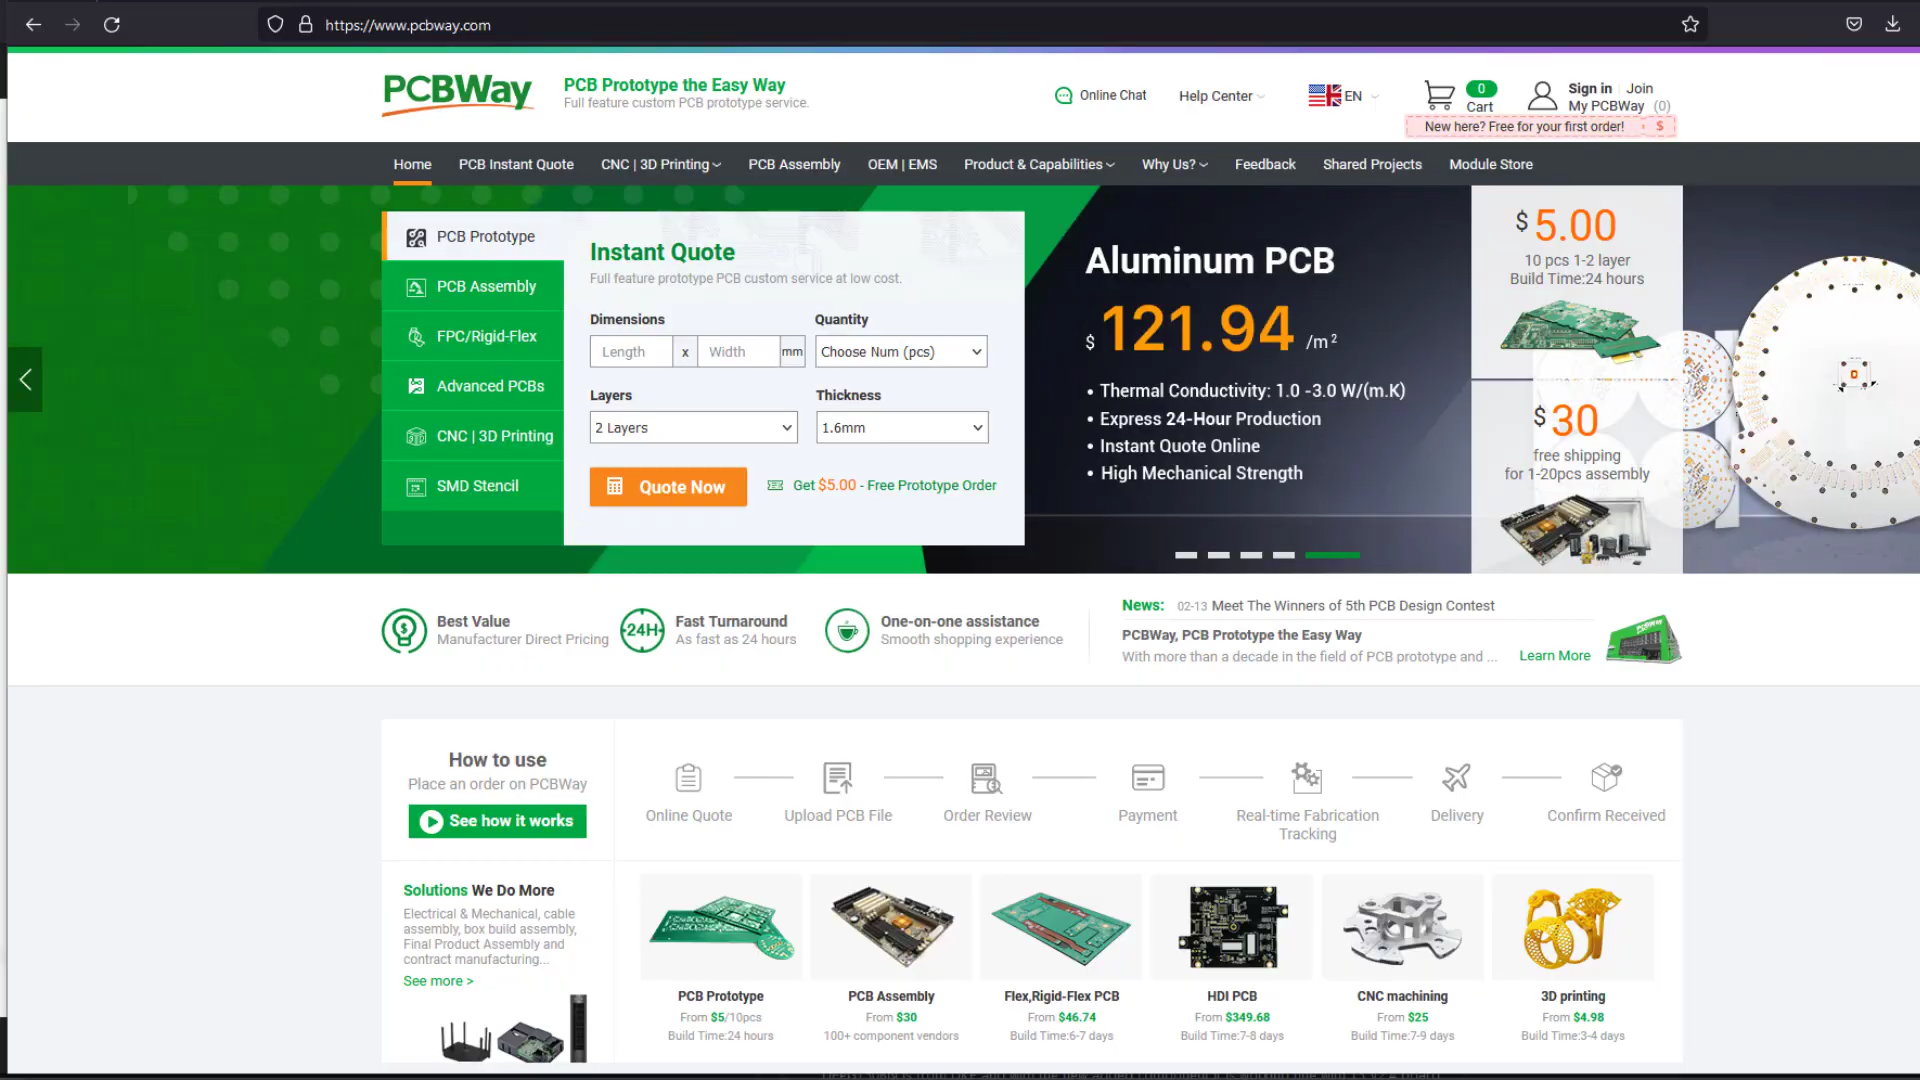 https://www.pcbway.com
PCBWay
PCB Prototype the Easy Way
Full feature custom PCB prototype service.
Online Chat
Help Center
EN
0
Cart
Sign in
Join
My PCBWay (0)
New here? Free for your first order!
$
Home
PCB Instant Quote
CNC | 3D Printing
PCB Assembly
OEM | EMS
Product & Capabilities
Why Us?
Feedback
Shared Projects
Module Store
PCB Prototype
PCB Assembly
FPC/Rigid-Flex
Advanced PCBs
CNC | 3D Printing
SMD Stencil
Instant Quote
Full feature prototype PCB custom service at low cost.
Dimensions
Quantity
Length x Width mm
Choose Num (pcs)
Layers
Thickness
2 Layers
1.6mm
Quote Now
Get $5.00 - Free Prototype Order
Aluminum PCB
$ 121.94 /m²
• Thermal Conductivity: 1.0 -3.0 W/(m.K)
• Express 24-Hour Production
• Instant Quote Online
• High Mechanical Strength
$ 5.00
10 pcs 1-2 layer
Build Time:24 hours
$ 30
free shipping
for 1-20pcs assembly
Best Value
Manufacturer Direct Pricing
24H
Fast Turnaround
As fast as 24 hours
One-on-one assistance
Smooth shopping experience
News: 02-13 Meet The Winners of 5th PCB Design Contest
PCBWay, PCB Prototype the Easy Way
With more than a decade in the field of PCB prototype and ...
Learn More
PCBWay
How to use
Place an order on PCBWay
See how it works
Online Quote
Upload PCB File
Order Review
Payment
Real-time Fabrication
Tracking
Delivery
Confirm Received
Solutions We Do More
Electrical & Mechanical, cable
assembly, box build assembly,
Final Product Assembly and
contract manufacturing...
See more >
PCB Prototype
From $5/10pcs
Build Time:24 hours
PCB Assembly
From $30
100+ component vendors
Flex,Rigid-Flex PCB
From $46.74
Build Time:6-7 days
HDI PCB
From $349.68
Build Time:7-8 days
CNC machining
From $25
Build Time:7-9 days
3D printing
From $4.98
Build Time:3-4 days